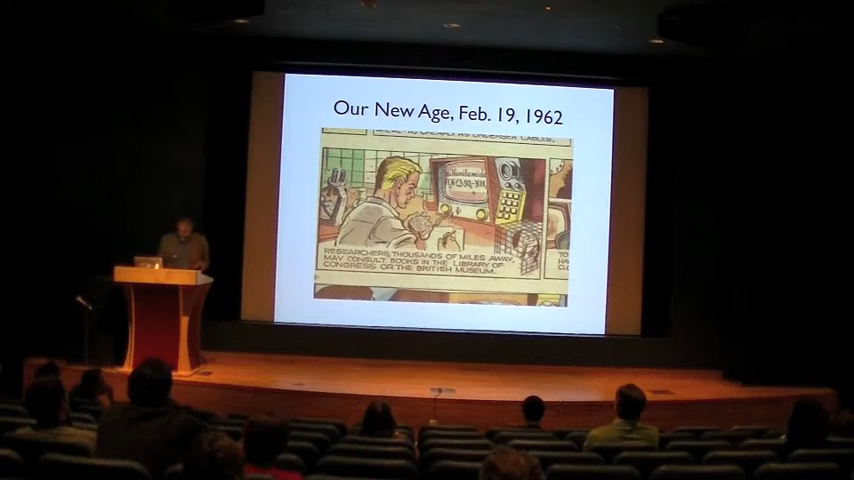 Our New Age, Feb. 19, 1962
AS CHEAPLY AS UNDERSEA CABLES.
RESEARCHERS, THOUSANDS OF MILES AWAY,
MAY CONSULT BOOKS IN THE LIBRARY OF
CONGRESS OR THE BRITISH MUSEUM.
TO